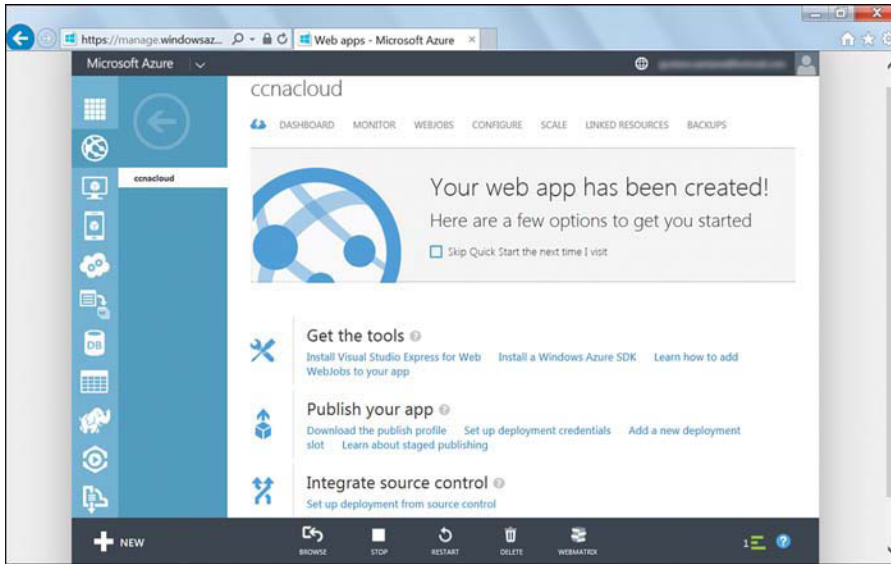 https://manage.windowsaz...
Web apps - Microsoft Azure
Microsoft Azure
ccnacloud
DASHBOARD MONITOR WEBJOBS CONFIGURE SCALE LINKED RESOURCES BACKUPS
ccnacloud
Your web app has been created!
Here are a few options to get you started
Skip Quick Start the next time I visit
DB
Get the tools
Install Visual Studio Express for Web Install a Windows Azure SDK Learn how to add
WebJobs to your app
Publish your app
Download the publish profile Set up deployment credentials Add a new deployment
slot Learn about staged publishing
Integrate source control
Set up deployment from source control
NEW
BROWSE STOP RESTART DELETE WEBMATRIX
1